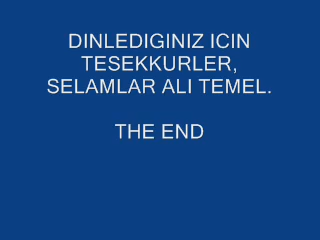 DINLEDIGINIZ ICIN
TESEKKURLER,
SELAMLAR ALI TEMEL.
THE END